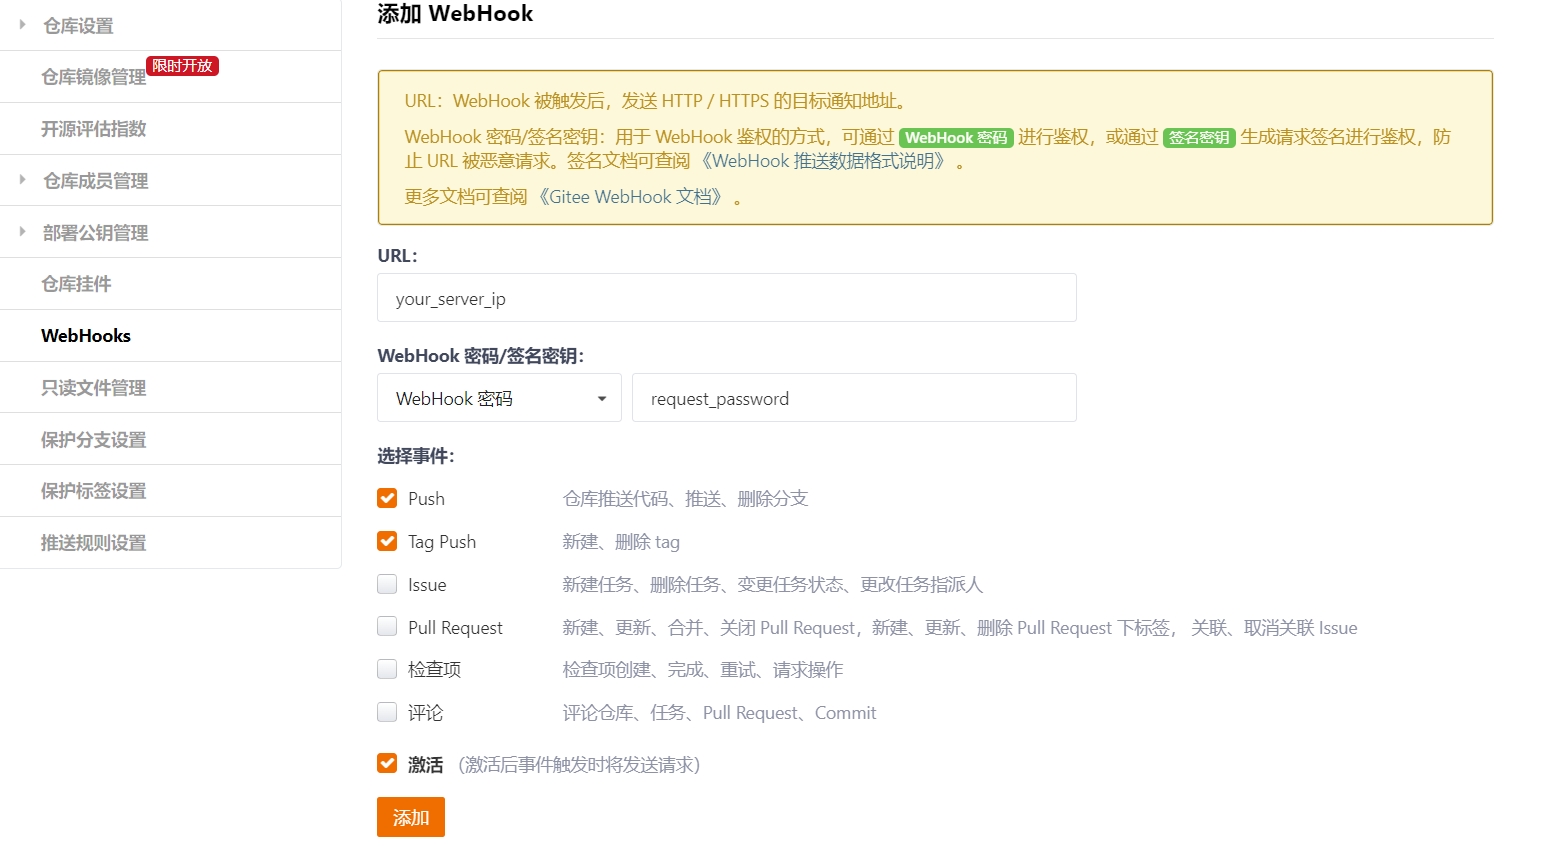 仓库设置
仓库镜像管理 限时开放
开源评估指数
仓库成员管理
部署公钥管理
仓库挂件
WebHooks
只读文件管理
保护分支设置
保护标签设置
推送规则设置
添加 WebHook
URL：WebHook 被触发后，发送 HTTP / HTTPS 的目标通知地址。
WebHook 密码/签名密钥：用于 WebHook 鉴权的方式，可通过 WebHook 密码 进行鉴权，或通过 签名密钥 生成请求签名进行鉴权，防
止 URL 被恶意请求。签名文档可查阅 《WebHook 推送数据格式说明》 。
更多文档可查阅 《Gitee WebHook 文档》 。
URL：
your_server_ip
WebHook 密码/签名密钥：
WebHook 密码 request_password
选择事件：
Push 仓库推送代码、推送、删除分支
Tag Push 新建、删除 tag
Issue 新建任务、删除任务、变更任务状态、更改任务指派人
Pull Request 新建、更新、合并、关闭 Pull Request，新建、更新、删除 Pull Request 下标签， 关联、取消关联 Issue
检查项 检查项创建、完成、重试、请求操作
评论 评论仓库、任务、Pull Request、Commit
激活 （激活后事件触发时将发送请求）
添加